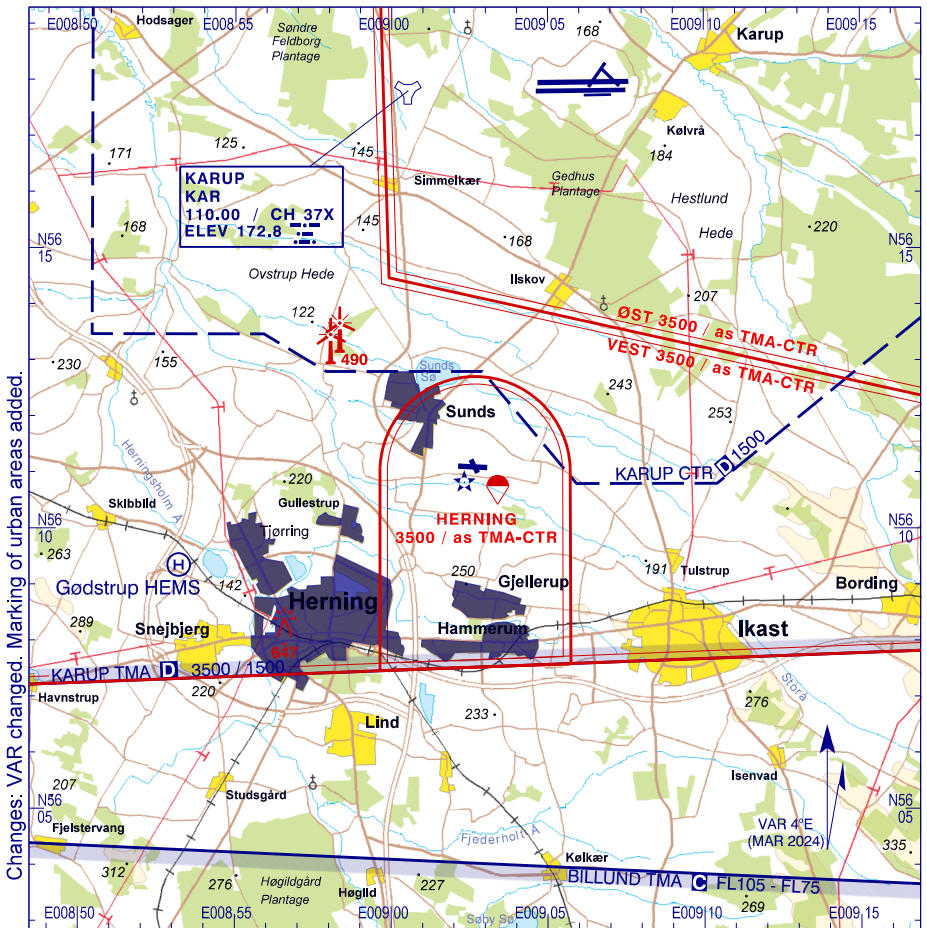 E008 50
E008 55
E009 00
E009 05
E009 10
E009 15
Hodsager
Søndre
Feldborg
Plantage
168
Karup
Kølvrå
184
171
125
145
KARUP
KAR
110.00 / CH 37X
ELEV 172.8
Simmelkær
Gedhus
Plantage
Hestlund
Hede
220
168
145
168
N56
15
N56
15
Ovstrup Hede
Ilskov
207
122
490
ØST 3500 / as TMA-CTR
VEST 3500 / as TMA-CTR
230
155
Sunds
Sø
Sunds
243
253
Herningsholm Å
KARUP CTR D 1500
220
Gullestrup
Skibbild
Tjørring
HERNING
3500 / as TMA-CTR
N56
10
N56
10
263
H
Gødstrup HEMS
142
191
Tulstrup
250
Gjellerup
Bording
Herning
289
Snejbjerg
Hammerum
Ikast
647
KARUP TMA D 3500 / 1500
Havnstrup
220
Storå
276
233
Lind
Isenvad
207
Studsgård
N56
05
N56
05
VAR 4°E
(MAR 2024)
Fjelstervang
Fjederholt Å
335
312
276
Høgildgård
Plantage
Høgild
227
Kølkær
BILLUND TMA C FL105 - FL75
269
Søby Sø
E008 50
E008 55
E009 00
E009 05
E009 10
E009 15
Changes: VAR changed. Marking of urban areas added.